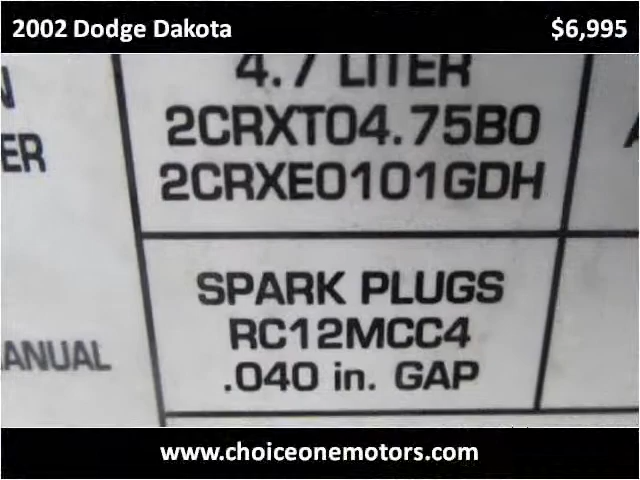 2002 Dodge Dakota $6,995
4.7 LITER
2CRXT04.75B0
2CRXE0101GDH
ER
SPARK PLUGS
RC12MCC4
.040 in. GAP
ANUAL
www.choiceonemotors.com